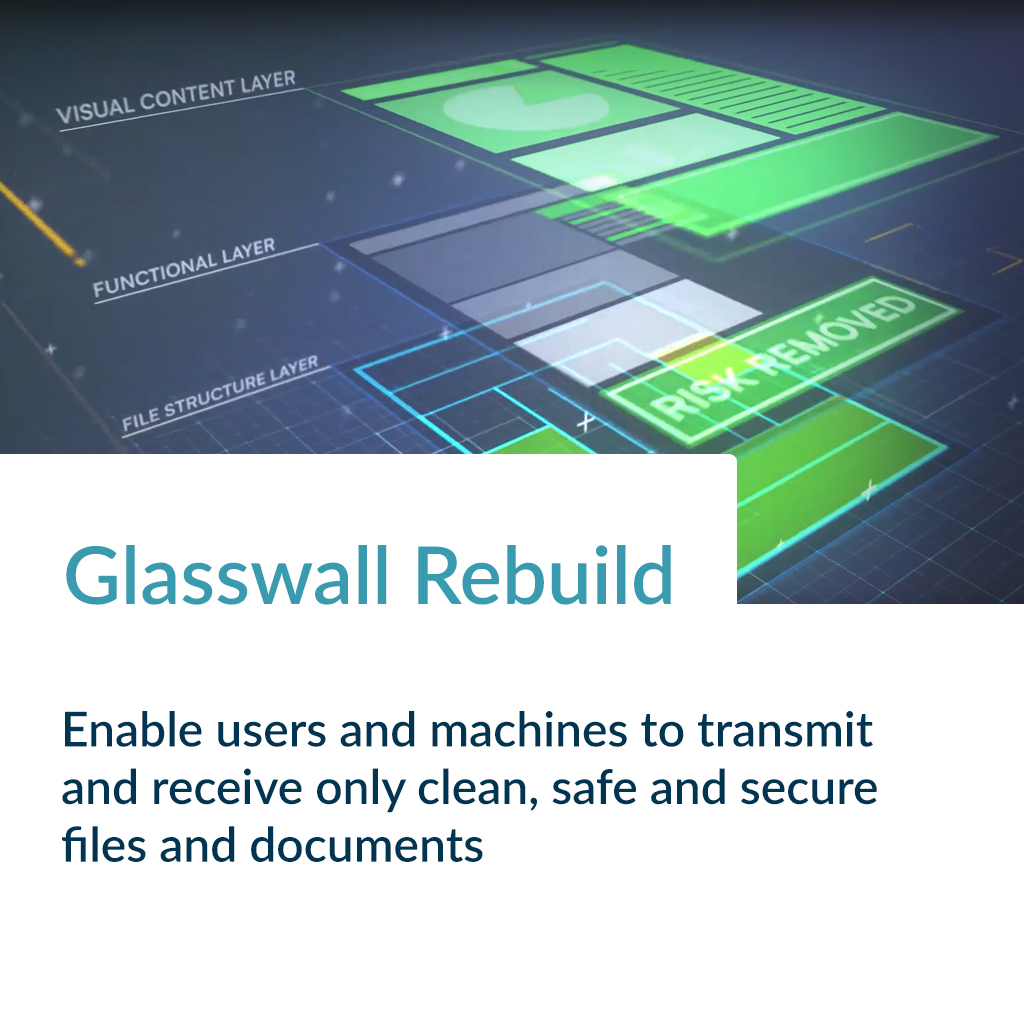 VISUAL CONTENT LAYER
FUNCTIONAL LAYER
RISK REMOVED
FILE STRUCTURE LAYER
Glasswall Rebuild
Enable users and machines to transmit
and receive only clean, safe and secure
files and documents